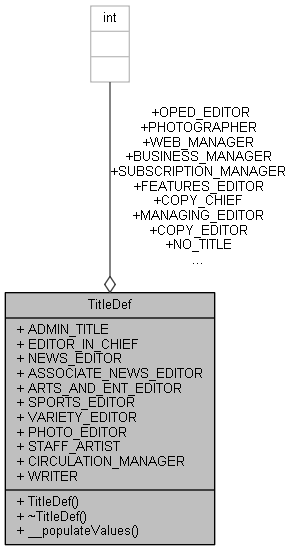 int
+OPED_EDITOR
+PHOTOGRAPHER
+WEB_MANAGER
+BUSINESS_MANAGER
+SUBSCRIPTION_MANAGER
+FEATURES_EDITOR
+COPY_CHIEF
+MANAGING_EDITOR
+COPY_EDITOR
+NO_TITLE
...
TitleDef
+ ADMIN_TITLE
+ EDITOR_IN_CHIEF
+ NEWS_EDITOR
+ ASSOCIATE_NEWS_EDITOR
+ ARTS_AND_ENT_EDITOR
+ SPORTS_EDITOR
+ VARIETY_EDITOR
+ PHOTO_EDITOR
+ STAFF_ARTIST
+ CIRCULATION_MANAGER
+ WRITER
+ TitleDef()
+ ~TitleDef()
+ __populateValues()